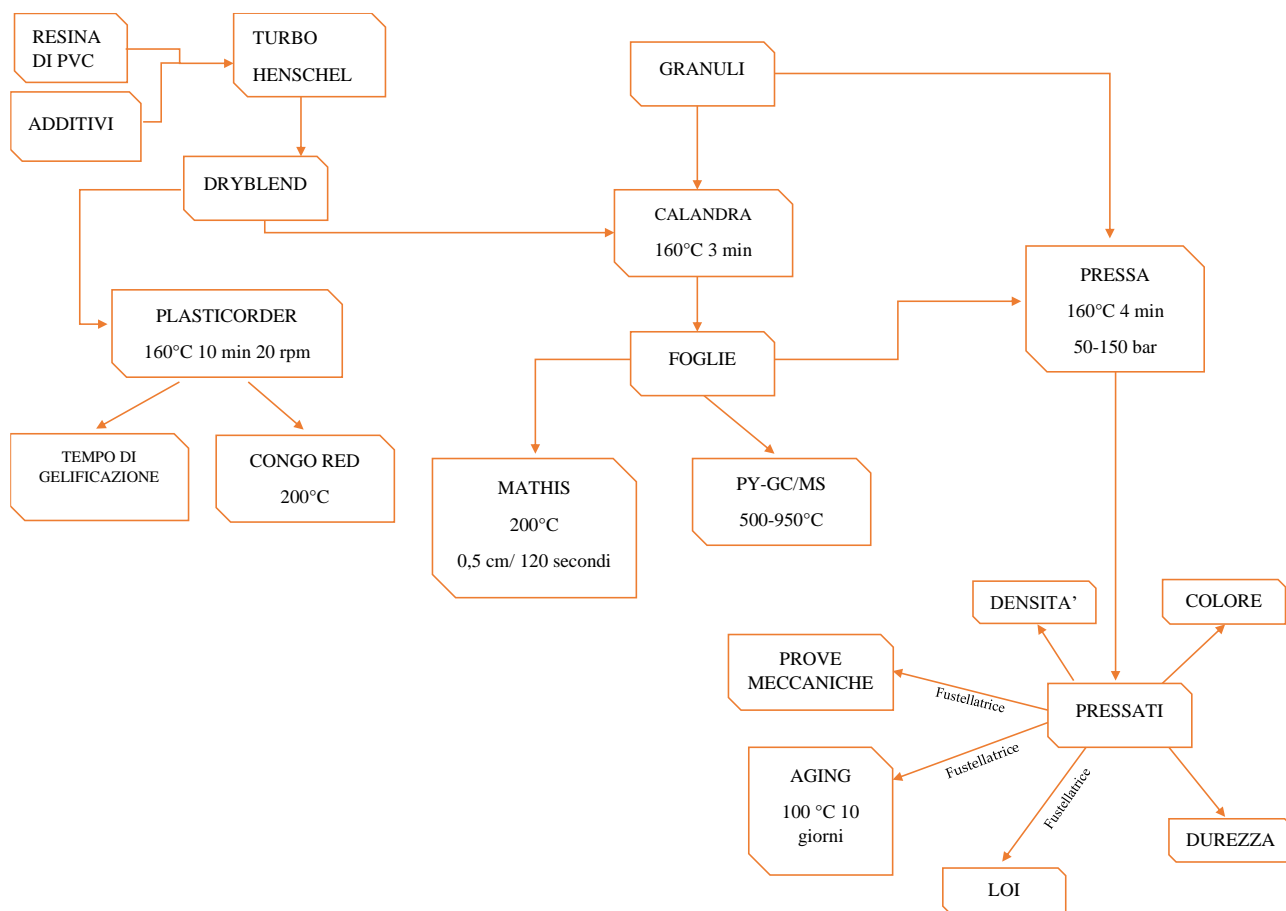 RESINA
DI PVC
TURBO
HENSCHEL
GRANULI
ADDITIVI
DRYBLEND
CALANDRA
160°C 3 min
PRESSA
160°C 4 min
50-150 bar
PLASTICORDER
160°C 10 min 20 rpm
FOGLIE
TEMPO DI
GELIFICAZIONE
CONGO RED
200°C
MATHIS
200°C
0,5 cm/ 120 secondi
PY-GC/MS
500-950°C
DENSITA’
COLORE
PROVE
MECCANICHE
Fustellatrice
PRESSATI
AGING
100 °C 10
giorni
Fustellatrice
Fustellatrice
DUREZZA
LOI